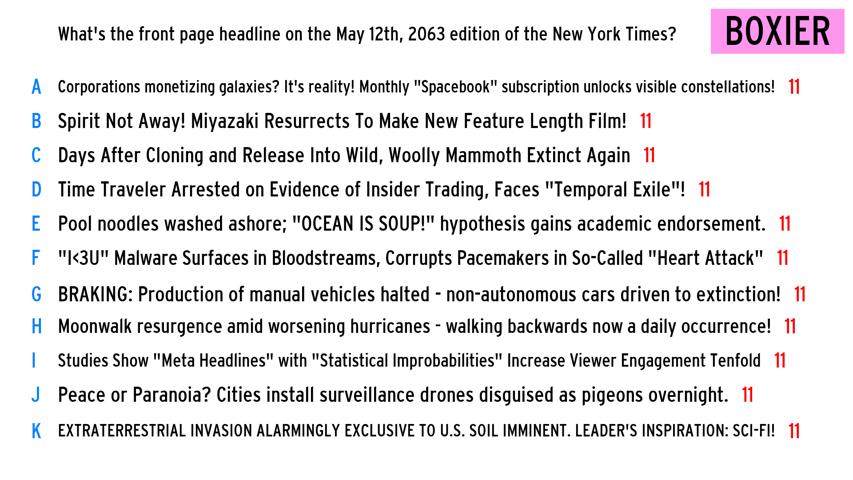 What's the front page headline on the May 12th, 2063 edition of the New York Times? BOXIER
A Corporations monetizing galaxies? It's reality! Monthly "Spacebook" subscription unlocks visible constellations! 11
B Spirit Not Away! Miyazaki Resurrects To Make New Feature Length Film! 11
C Days After Cloning and Release Into Wild, Woolly Mammoth Extinct Again 11
D Time Traveler Arrested on Evidence of Insider Trading, Faces "Temporal Exile"! 11
E Pool noodles washed ashore; "OCEAN IS SOUP!" hypothesis gains academic endorsement. 11
F "I<3U" Malware Surfaces in Bloodstreams, Corrupts Pacemakers in So-Called "Heart Attack" 11
G BRAKING: Production of manual vehicles halted - non-autonomous cars driven to extinction! 11
H Moonwalk resurgence amid worsening hurricanes - walking backwards now a daily occurrence! 11
I Studies Show "Meta Headlines" with "Statistical Improbabilities" Increase Viewer Engagement Tenfold 11
J Peace or Paranoia? Cities install surveillance drones disguised as pigeons overnight. 11
K EXTRATERRESTRIAL INVASION ALARMINGLY EXCLUSIVE TO U.S. SOIL IMMINENT. LEADER'S INSPIRATION: SCI-FI! 11